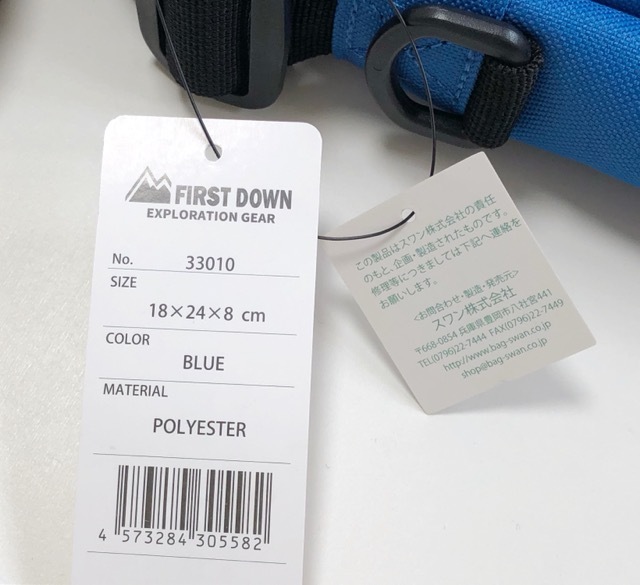 FIRST DOWN
EXPLORATION GEAR
No. 33010
SIZE
18×24×8 cm
COLOR
BLUE
MATERIAL
POLYESTER
4 573284 305582
この製品はスワン株式会社の責任
のもと、企画・製造されたものです。
修理等につきましては下記へ連絡を
お願いします。
<お問合わせ・製造・発売元>
スワン株式会社
〒668-0854 兵庫県豊岡市八社宮441
TEL(0796)22-7444 FAX(0796)22-7449
http://www.bag-swan.co.jp
shop@bag-swan.co.jp